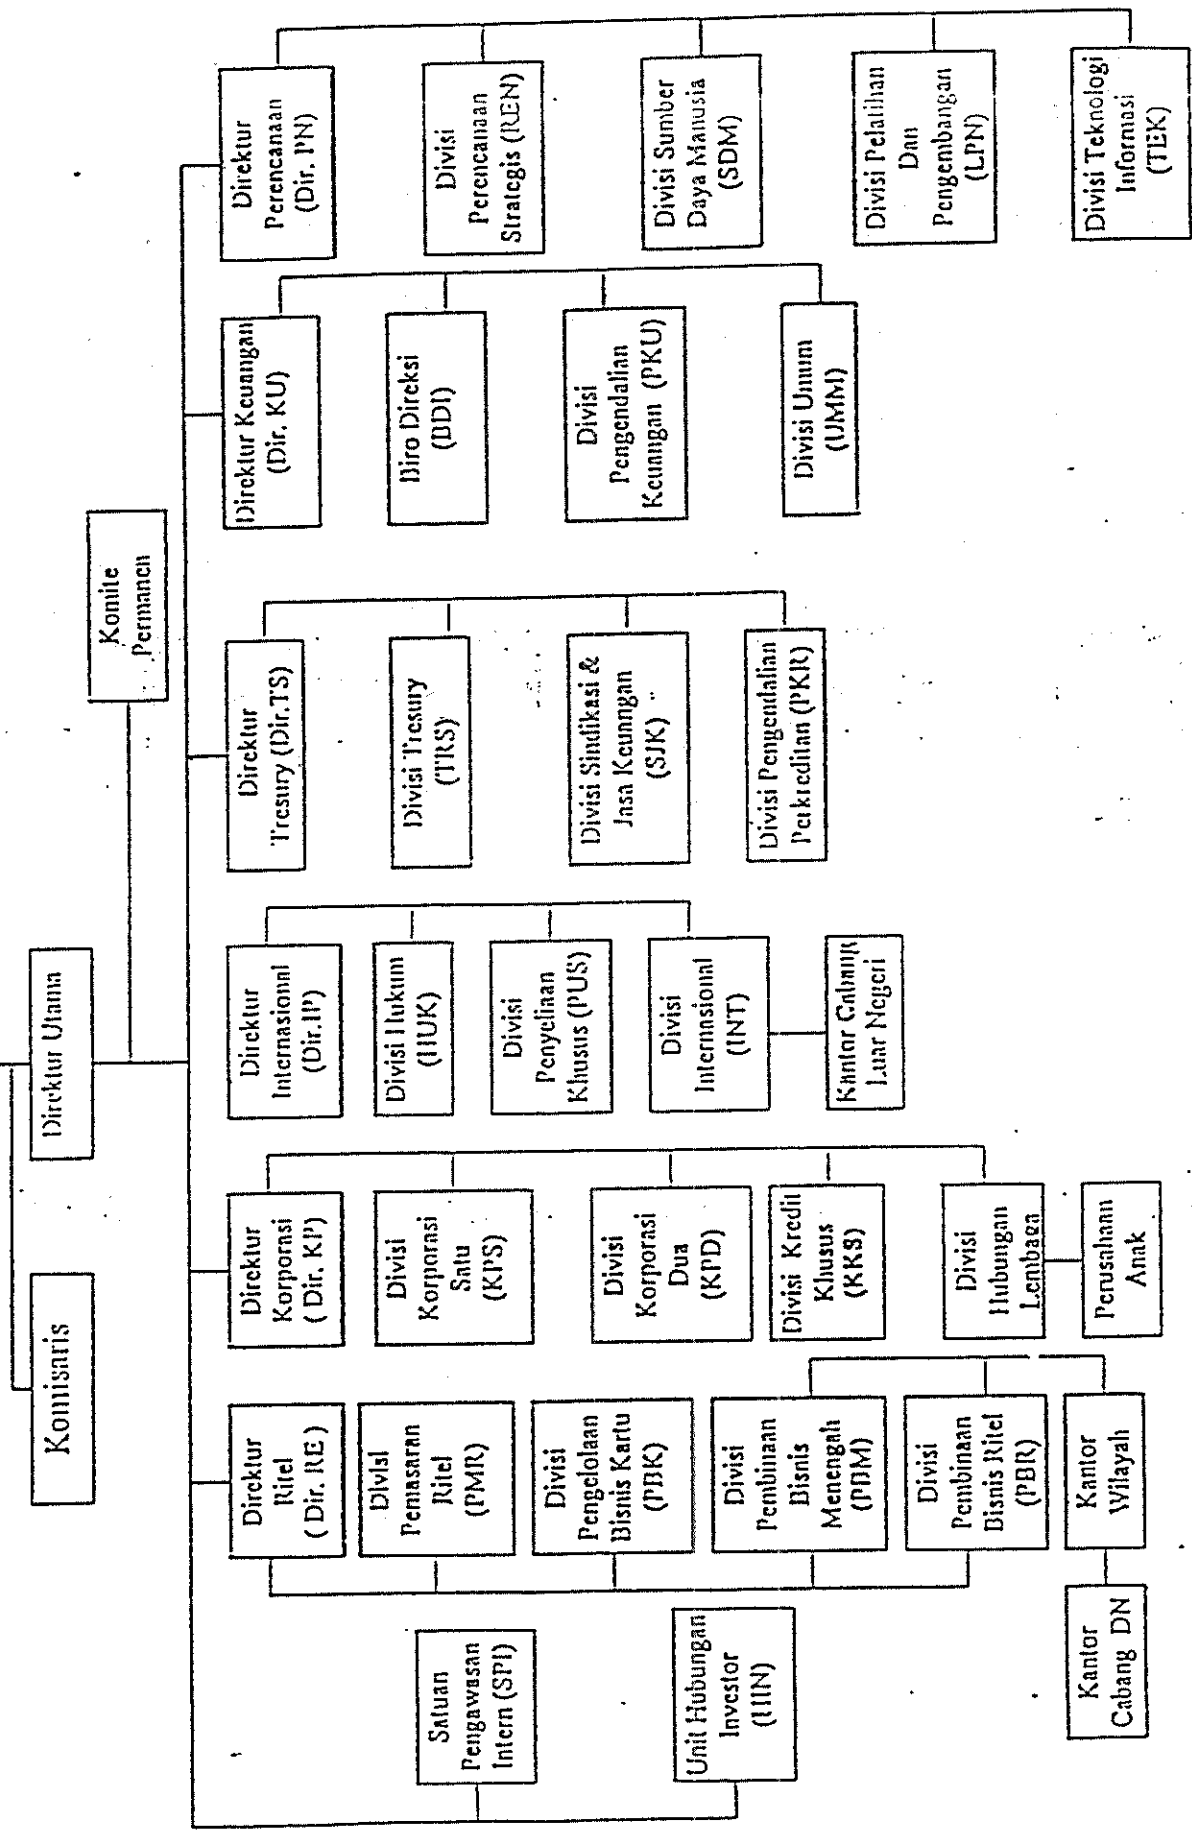 Komisaris
Direktur Utama
Komite
Permanen
Satuan
Pengawasan
Intern (SPI)
Unit Hubungan
Investor
(HIN)
Direktur
Ritel
( Dir. RE )
Divisi
Pemasaran
Ritel
(PMR)
Divisi
Pengelolaan
Bisnis Kartu
(PBK)
Divisi
Pembinaan
Bisnis
Menengah
(PBM)
Divisi
Pembinaan
Bisnis Ritel
(PBR)
Kantor
Wilayah
Kantor
Cabang DN
Direktur
Korporasi
( Dir. KP)
Divisi
Korporasi
Satu
(KPS)
Divisi
Korporasi
Dua
(KPD)
Divisi Kredit
Khusus
(KKS)
Divisi
Hubungan
Lembaga
Perusahaan
Anak
Direktur
Internasional
(Dir.IP)
Divisi Hukum
(HUK)
Divisi
Penyeliaan
Khusus (PUS)
Divisi
Internasional
(INT)
Kantor Cabang
Luar Negeri
Direktur
Tresury (Dir.TS)
Divisi Tresury
(TRS)
Divisi Sindikasi &
Jasa Keuangan
(SJK)
Divisi Pengendalian
Perkreditan (PKR)
Direktur Keuangan
(Dir. KU)
Biro Direksi
(BDI)
Divisi
Pengendalian
Keuangan (PKU)
Divisi Umum
(UMM)
Direktur
Perencanaan
(Dir. PN)
Divisi
Perencanaan
Strategis (REN)
Divisi Sumber
Daya Manusia
(SDM)
Divisi Pelatihan
Dan
Pengembangan
(LPN)
Divisi Teknologi
Informasi
(TEK)